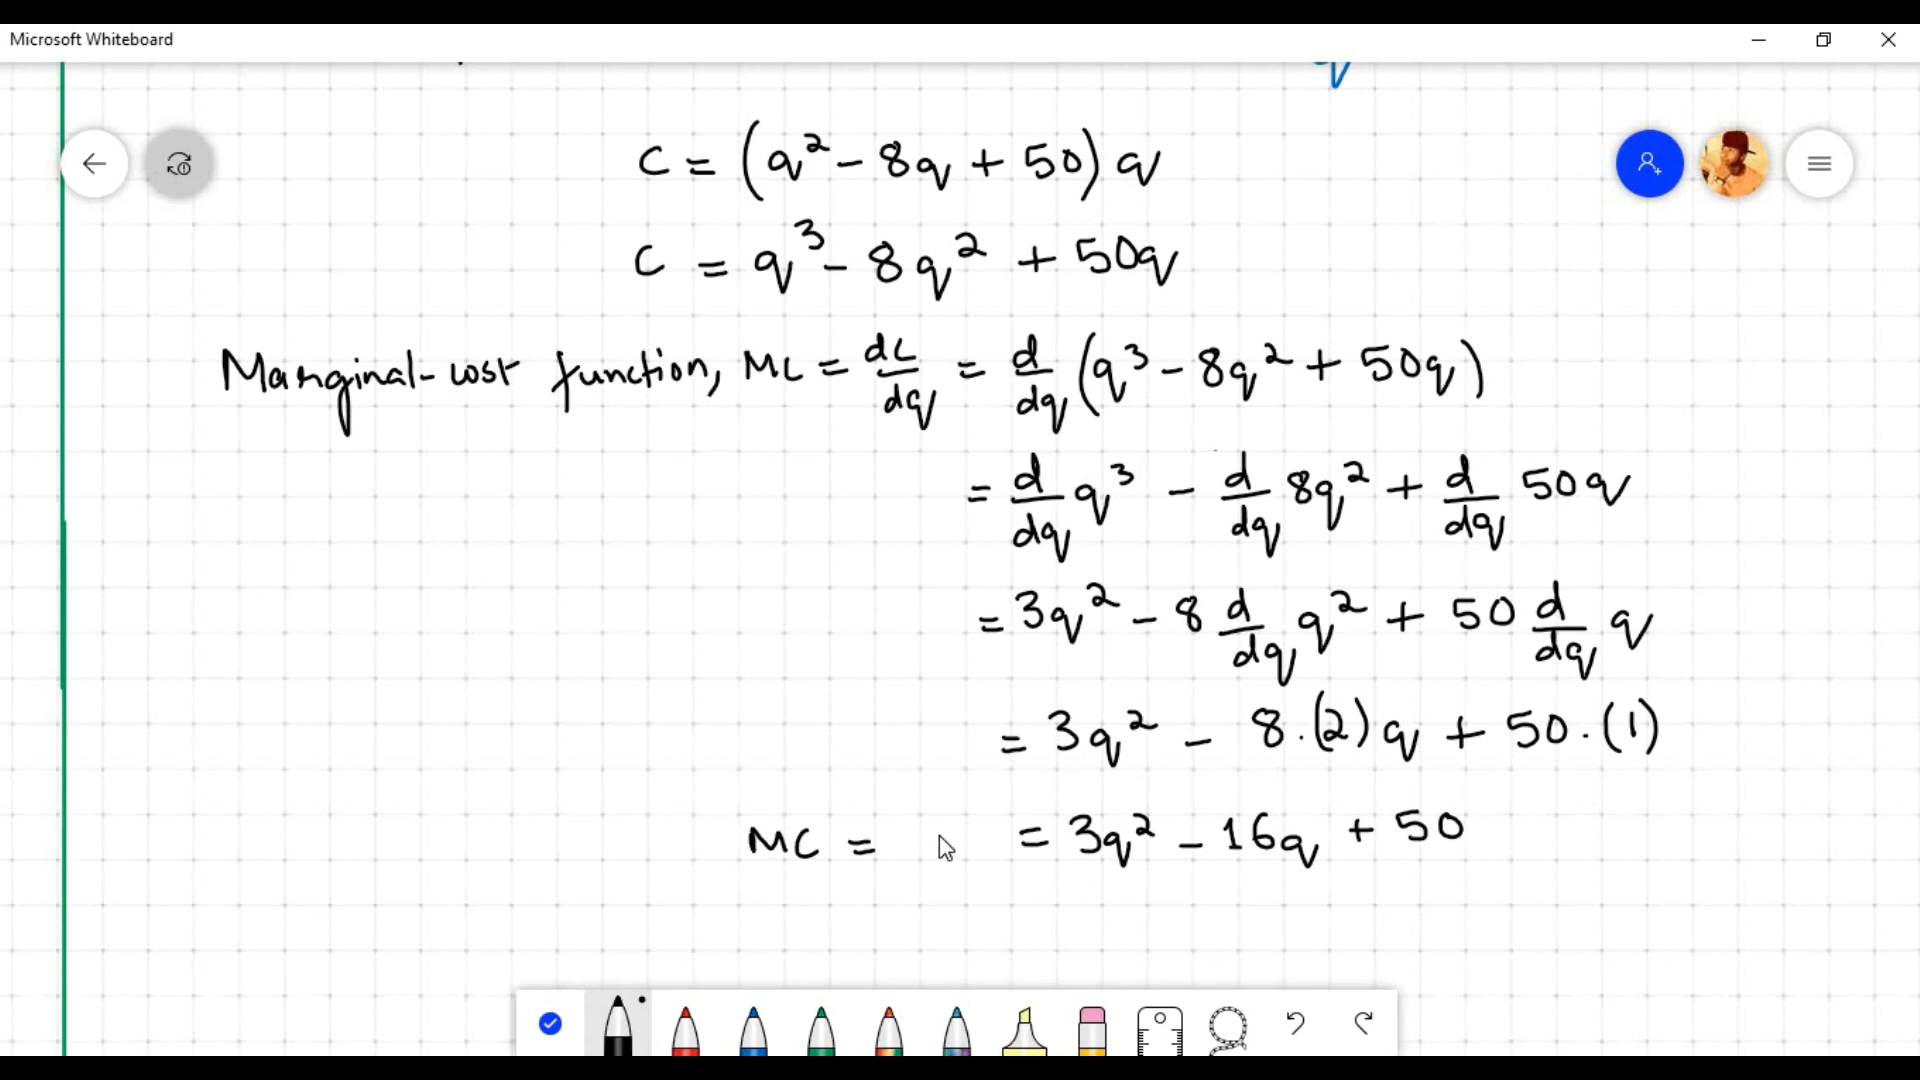 Microsoft Whiteboard
q
C = (q² - 8q + 50) q
C = q³ - 8q² + 50q
Marginal-cost function, MC = dC/dq = d/dq (q³ - 8q² + 50q)
= d/dq q³ - d/dq 8q² + d/dq 50q
= 3q² - 8 d/dq q² + 50 d/dq q
= 3q² - 8.(2)q + 50.(1)
MC = = 3q² - 16q + 50